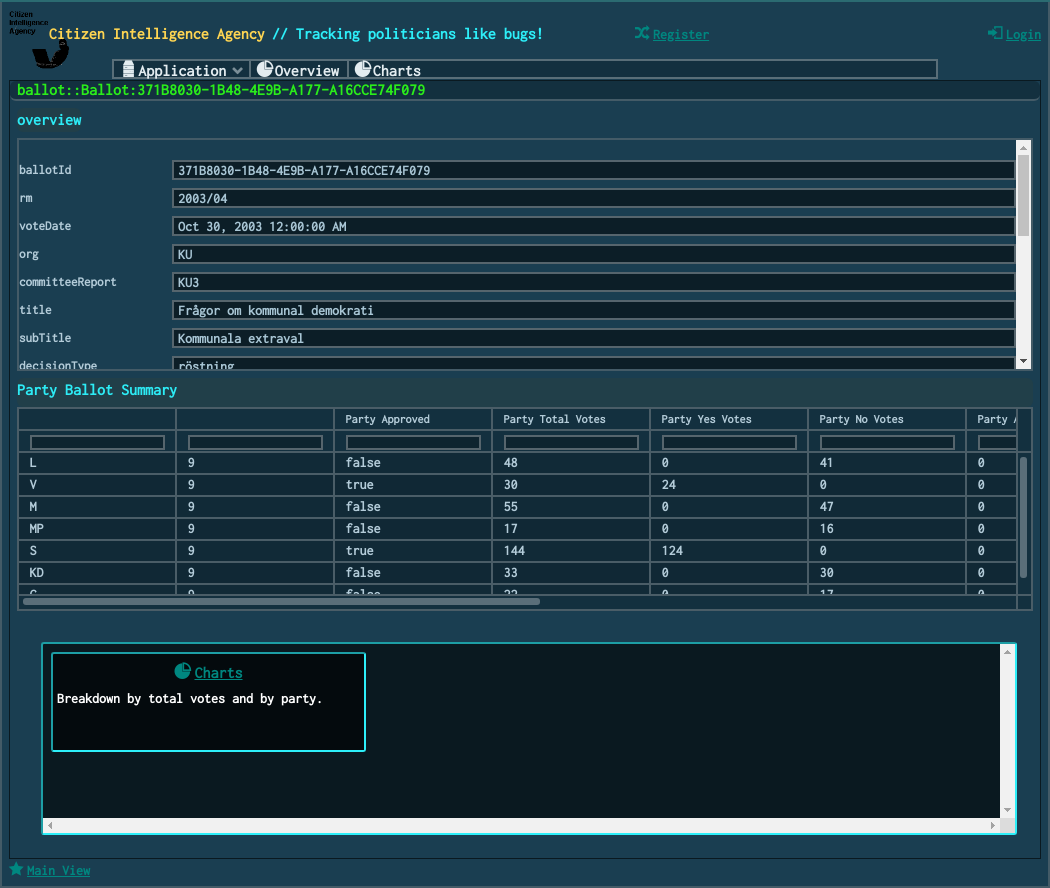 Citizen
Intelligence
Agency
Citizen Intelligence Agency // Tracking politicians like bugs!
Register
Login
Application
Overview
Charts
ballot::Ballot:371B8030-1B48-4E9B-A177-A16CCE74F079
overview
ballotId 371B8030-1B48-4E9B-A177-A16CCE74F079
rm 2003/04
voteDate Oct 30, 2003 12:00:00 AM
org KU
committeeReport KU3
title Frågor om kommunal demokrati
subTitle Kommunala extraval
decisionType röstning
Party Ballot Summary
Party Approved Party Total Votes Party Yes Votes Party No Votes Party A
L 9 false 48 0 41 0
V 9 true 30 24 0 0
M 9 false 55 0 47 0
MP 9 false 17 0 16 0
S 9 true 144 124 0 0
KD 9 false 33 0 30 0
C 9 false 22 0 17 0
Charts
Breakdown by total votes and by party.
Main View